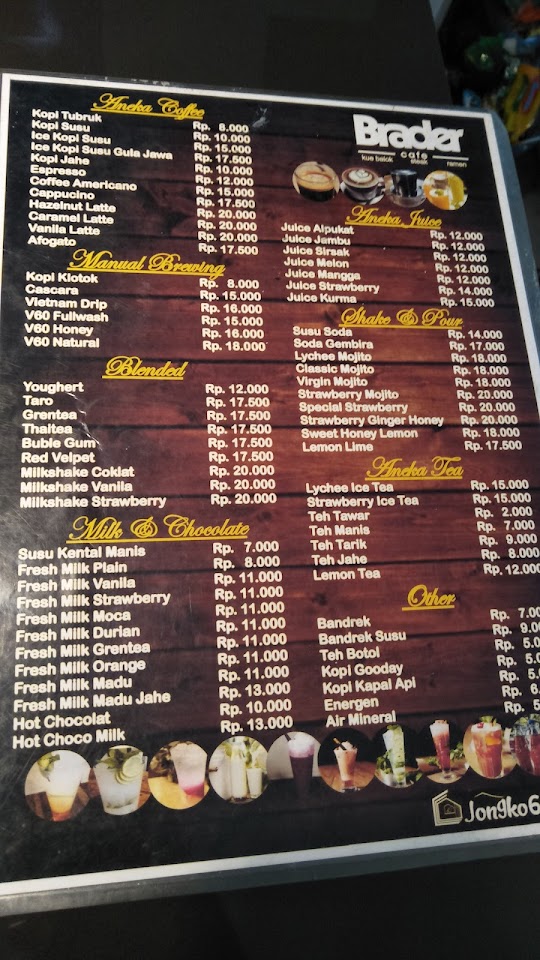 Brader
cafe
kue balok steak ramen
Aneka Coffee
Kopi Tubruk Rp. 8.000
Kopi Susu Rp. 10.000
Ice Kopi Susu Rp. 15.000
Ice Kopi Susu Gula Jawa Rp. 17.500
Kopi Jahe Rp. 10.000
Espresso Rp. 12.000
Coffee Americano Rp. 15.000
Cappucino Rp. 17.500
Hazelnut Latte Rp. 20.000
Caramel Latte Rp. 20.000
Vanila Latte Rp. 20.000
Afogato Rp. 17.500
Manual Brewing
Kopi Klotok Rp. 8.000
Cascara Rp. 15.000
Vietnam Drip Rp. 16.000
V60 Fullwash Rp. 15.000
V60 Honey Rp. 16.000
V60 Natural Rp. 18.000
Blended
Youghert Rp. 12.000
Taro Rp. 17.500
Grentea Rp. 17.500
Thaitea Rp. 17.500
Buble Gum Rp. 17.500
Red Velpet Rp. 17.500
Milkshake Coklat Rp. 20.000
Milkshake Vanila Rp. 20.000
Milkshake Strawberry Rp. 20.000
Milk & Chocolate
Susu Kental Manis Rp. 7.000
Fresh Milk Plain Rp. 8.000
Fresh Milk Vanila Rp. 11.000
Fresh Milk Strawberry Rp. 11.000
Fresh Milk Moca Rp. 11.000
Fresh Milk Durian Rp. 11.000
Fresh Milk Grentea Rp. 11.000
Fresh Milk Orange Rp. 11.000
Fresh Milk Madu Rp. 11.000
Fresh Milk Madu Jahe Rp. 13.000
Hot Chocolat Rp. 10.000
Hot Choco Milk Rp. 13.000
Aneka Juice
Juice Alpukat Rp. 12.000
Juice Jambu Rp. 12.000
Juice Sirsak Rp. 12.000
Juice Melon Rp. 12.000
Juice Mangga Rp. 12.000
Juice Strawberry Rp. 14.000
Juice Kurma Rp. 15.000
Shake & Pour
Susu Soda Rp. 14.000
Soda Gembira Rp. 17.000
Lychee Mojito Rp. 18.000
Classic Mojito Rp. 18.000
Virgin Mojito Rp. 18.000
Strawberry Mojito Rp. 20.000
Special Strawberry Rp. 20.000
Strawberry Ginger Honey Rp. 20.000
Sweet Honey Lemon Rp. 18.000
Lemon Lime Rp. 17.500
Aneka Tea
Lychee Ice Tea Rp. 15.000
Strawberry Ice Tea Rp. 15.000
Teh Tawar Rp. 2.000
Teh Manis Rp. 7.000
Teh Tarik Rp. 9.000
Teh Jahe Rp. 8.000
Lemon Tea Rp. 12.000
Other
Bandrek Rp. 7.00
Bandrek Susu Rp. 9.0
Teh Botol Rp. 5.0
Kopi Gooday Rp. 5.0
Kopi Kapal Api Rp. 5.
Energen Rp. 6.
Air Mineral Rp. 5
Jongko6